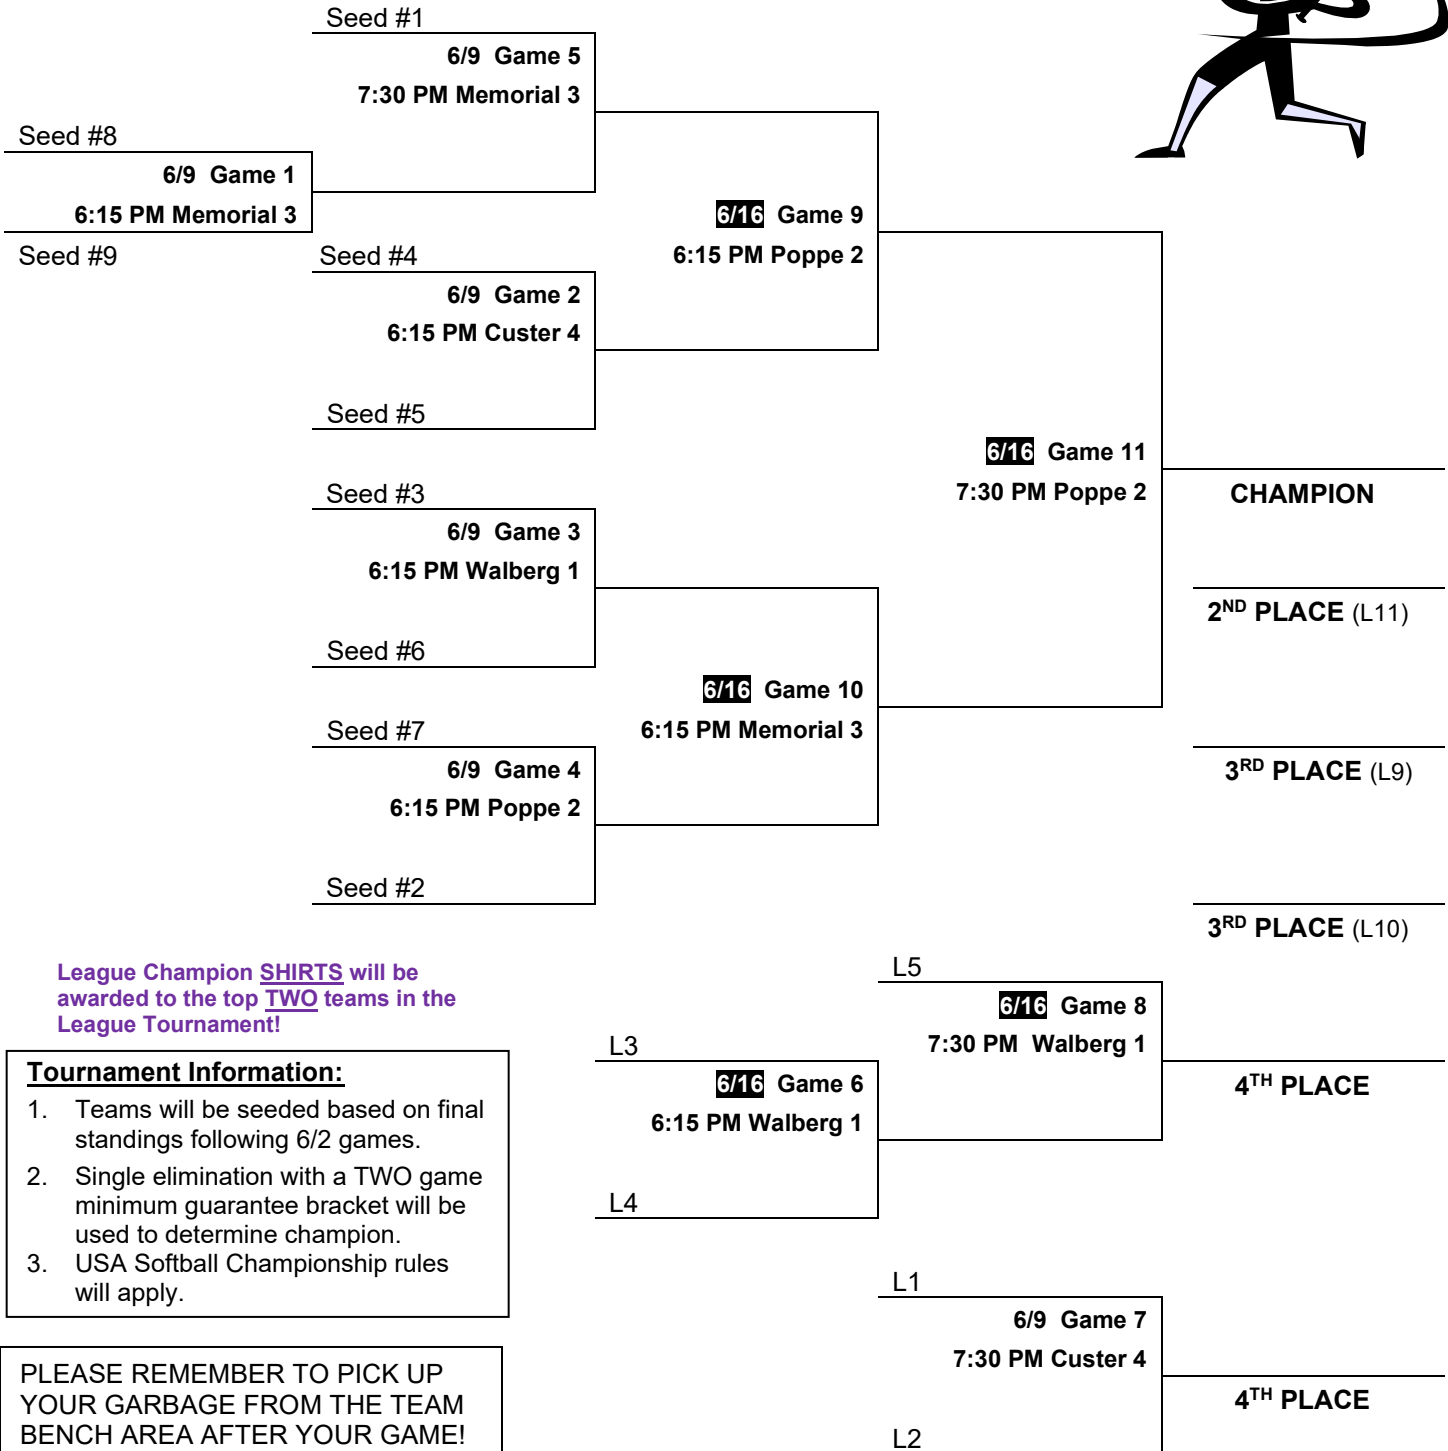 Seed #1
6/9 Game 5
7:30 PM Memorial 3
Seed #8
6/9 Game 1
6:15 PM Memorial 3
Seed #9
6/16 Game 9
6:15 PM Poppe 2
Seed #4
6/9 Game 2
6:15 PM Custer 4
Seed #5
6/16 Game 11
7:30 PM Poppe 2
CHAMPION
Seed #3
6/9 Game 3
6:15 PM Walberg 1
Seed #6
2ND PLACE (L11)
6/16 Game 10
6:15 PM Memorial 3
Seed #7
6/9 Game 4
6:15 PM Poppe 2
Seed #2
3RD PLACE (L9)
3RD PLACE (L10)
League Champion SHIRTS will be
awarded to the top TWO teams in the
League Tournament!
L5
6/16 Game 8
7:30 PM Walberg 1
L3
6/16 Game 6
6:15 PM Walberg 1
L4
4TH PLACE
Tournament Information:
1. Teams will be seeded based on final
standings following 6/2 games.
2. Single elimination with a TWO game
minimum guarantee bracket will be
used to determine champion.
3. USA Softball Championship rules
will apply.
L1
6/9 Game 7
7:30 PM Custer 4
L2
4TH PLACE
PLEASE REMEMBER TO PICK UP
YOUR GARBAGE FROM THE TEAM
BENCH AREA AFTER YOUR GAME!